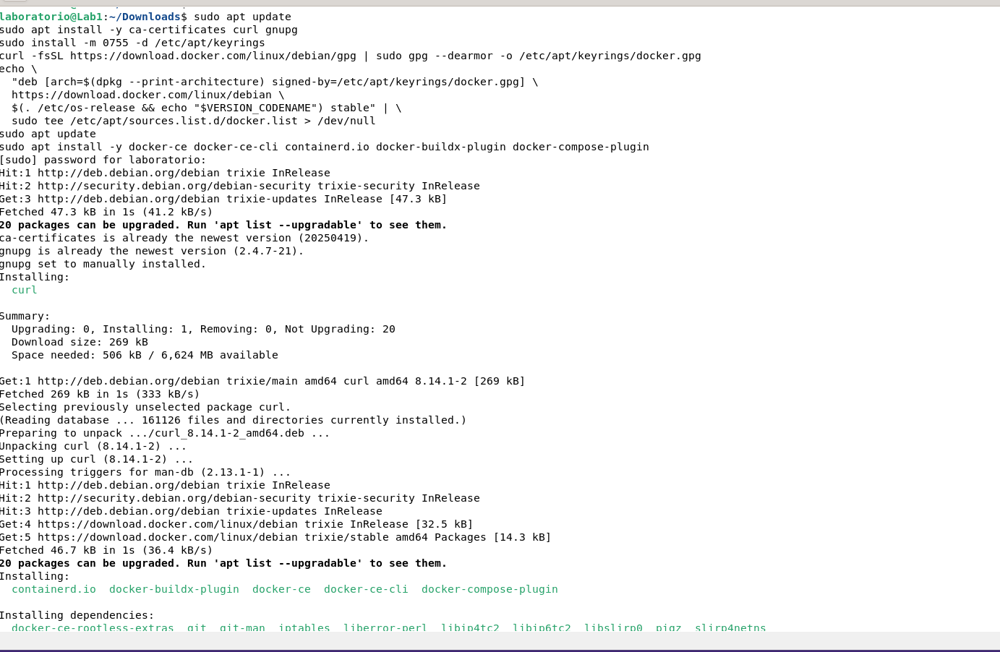 laboratorio@Lab1:~/Downloads$ sudo apt update
sudo apt install -y ca-certificates curl gnupg
sudo install -m 0755 -d /etc/apt/keyrings
curl -fsSL https://download.docker.com/linux/debian/gpg | sudo gpg --dearmor -o /etc/apt/keyrings/docker.gpg
echo \
  "deb [arch=$(dpkg --print-architecture) signed-by=/etc/apt/keyrings/docker.gpg] \
  https://download.docker.com/linux/debian \
  $(. /etc/os-release && echo "$VERSION_CODENAME") stable" | \
  sudo tee /etc/apt/sources.list.d/docker.list > /dev/null
sudo apt update
sudo apt install -y docker-ce docker-ce-cli containerd.io docker-buildx-plugin docker-compose-plugin
[sudo] password for laboratorio:
Hit:1 http://deb.debian.org/debian trixie InRelease
Hit:2 http://security.debian.org/debian-security trixie-security InRelease
Get:3 http://deb.debian.org/debian trixie-updates InRelease [47.3 kB]
Fetched 47.3 kB in 1s (41.2 kB/s)
20 packages can be upgraded. Run 'apt list --upgradable' to see them.
ca-certificates is already the newest version (20250419).
gnupg is already the newest version (2.4.7-21).
gnupg set to manually installed.
Installing:
  curl

Summary:
  Upgrading: 0, Installing: 1, Removing: 0, Not Upgrading: 20
  Download size: 269 kB
  Space needed: 506 kB / 6,624 MB available

Get:1 http://deb.debian.org/debian trixie/main amd64 curl amd64 8.14.1-2 [269 kB]
Fetched 269 kB in 1s (333 kB/s)
Selecting previously unselected package curl.
(Reading database ... 161126 files and directories currently installed.)
Preparing to unpack .../curl_8.14.1-2_amd64.deb ...
Unpacking curl (8.14.1-2) ...
Setting up curl (8.14.1-2) ...
Processing triggers for man-db (2.13.1-1) ...
Hit:1 http://deb.debian.org/debian trixie InRelease
Hit:2 http://security.debian.org/debian-security trixie-security InRelease
Hit:3 http://deb.debian.org/debian trixie-updates InRelease
Get:4 https://download.docker.com/linux/debian trixie InRelease [32.5 kB]
Get:5 https://download.docker.com/linux/debian trixie/stable amd64 Packages [14.3 kB]
Fetched 46.7 kB in 1s (36.4 kB/s)
20 packages can be upgraded. Run 'apt list --upgradable' to see them.
Installing:
  containerd.io  docker-buildx-plugin  docker-ce  docker-ce-cli  docker-compose-plugin

Installing dependencies:
  docker-ce-rootless-extras  git  git-man  iptables  liberror-perl  libip4tc2  libip6tc2  libslirp0  pigz  slirp4netns